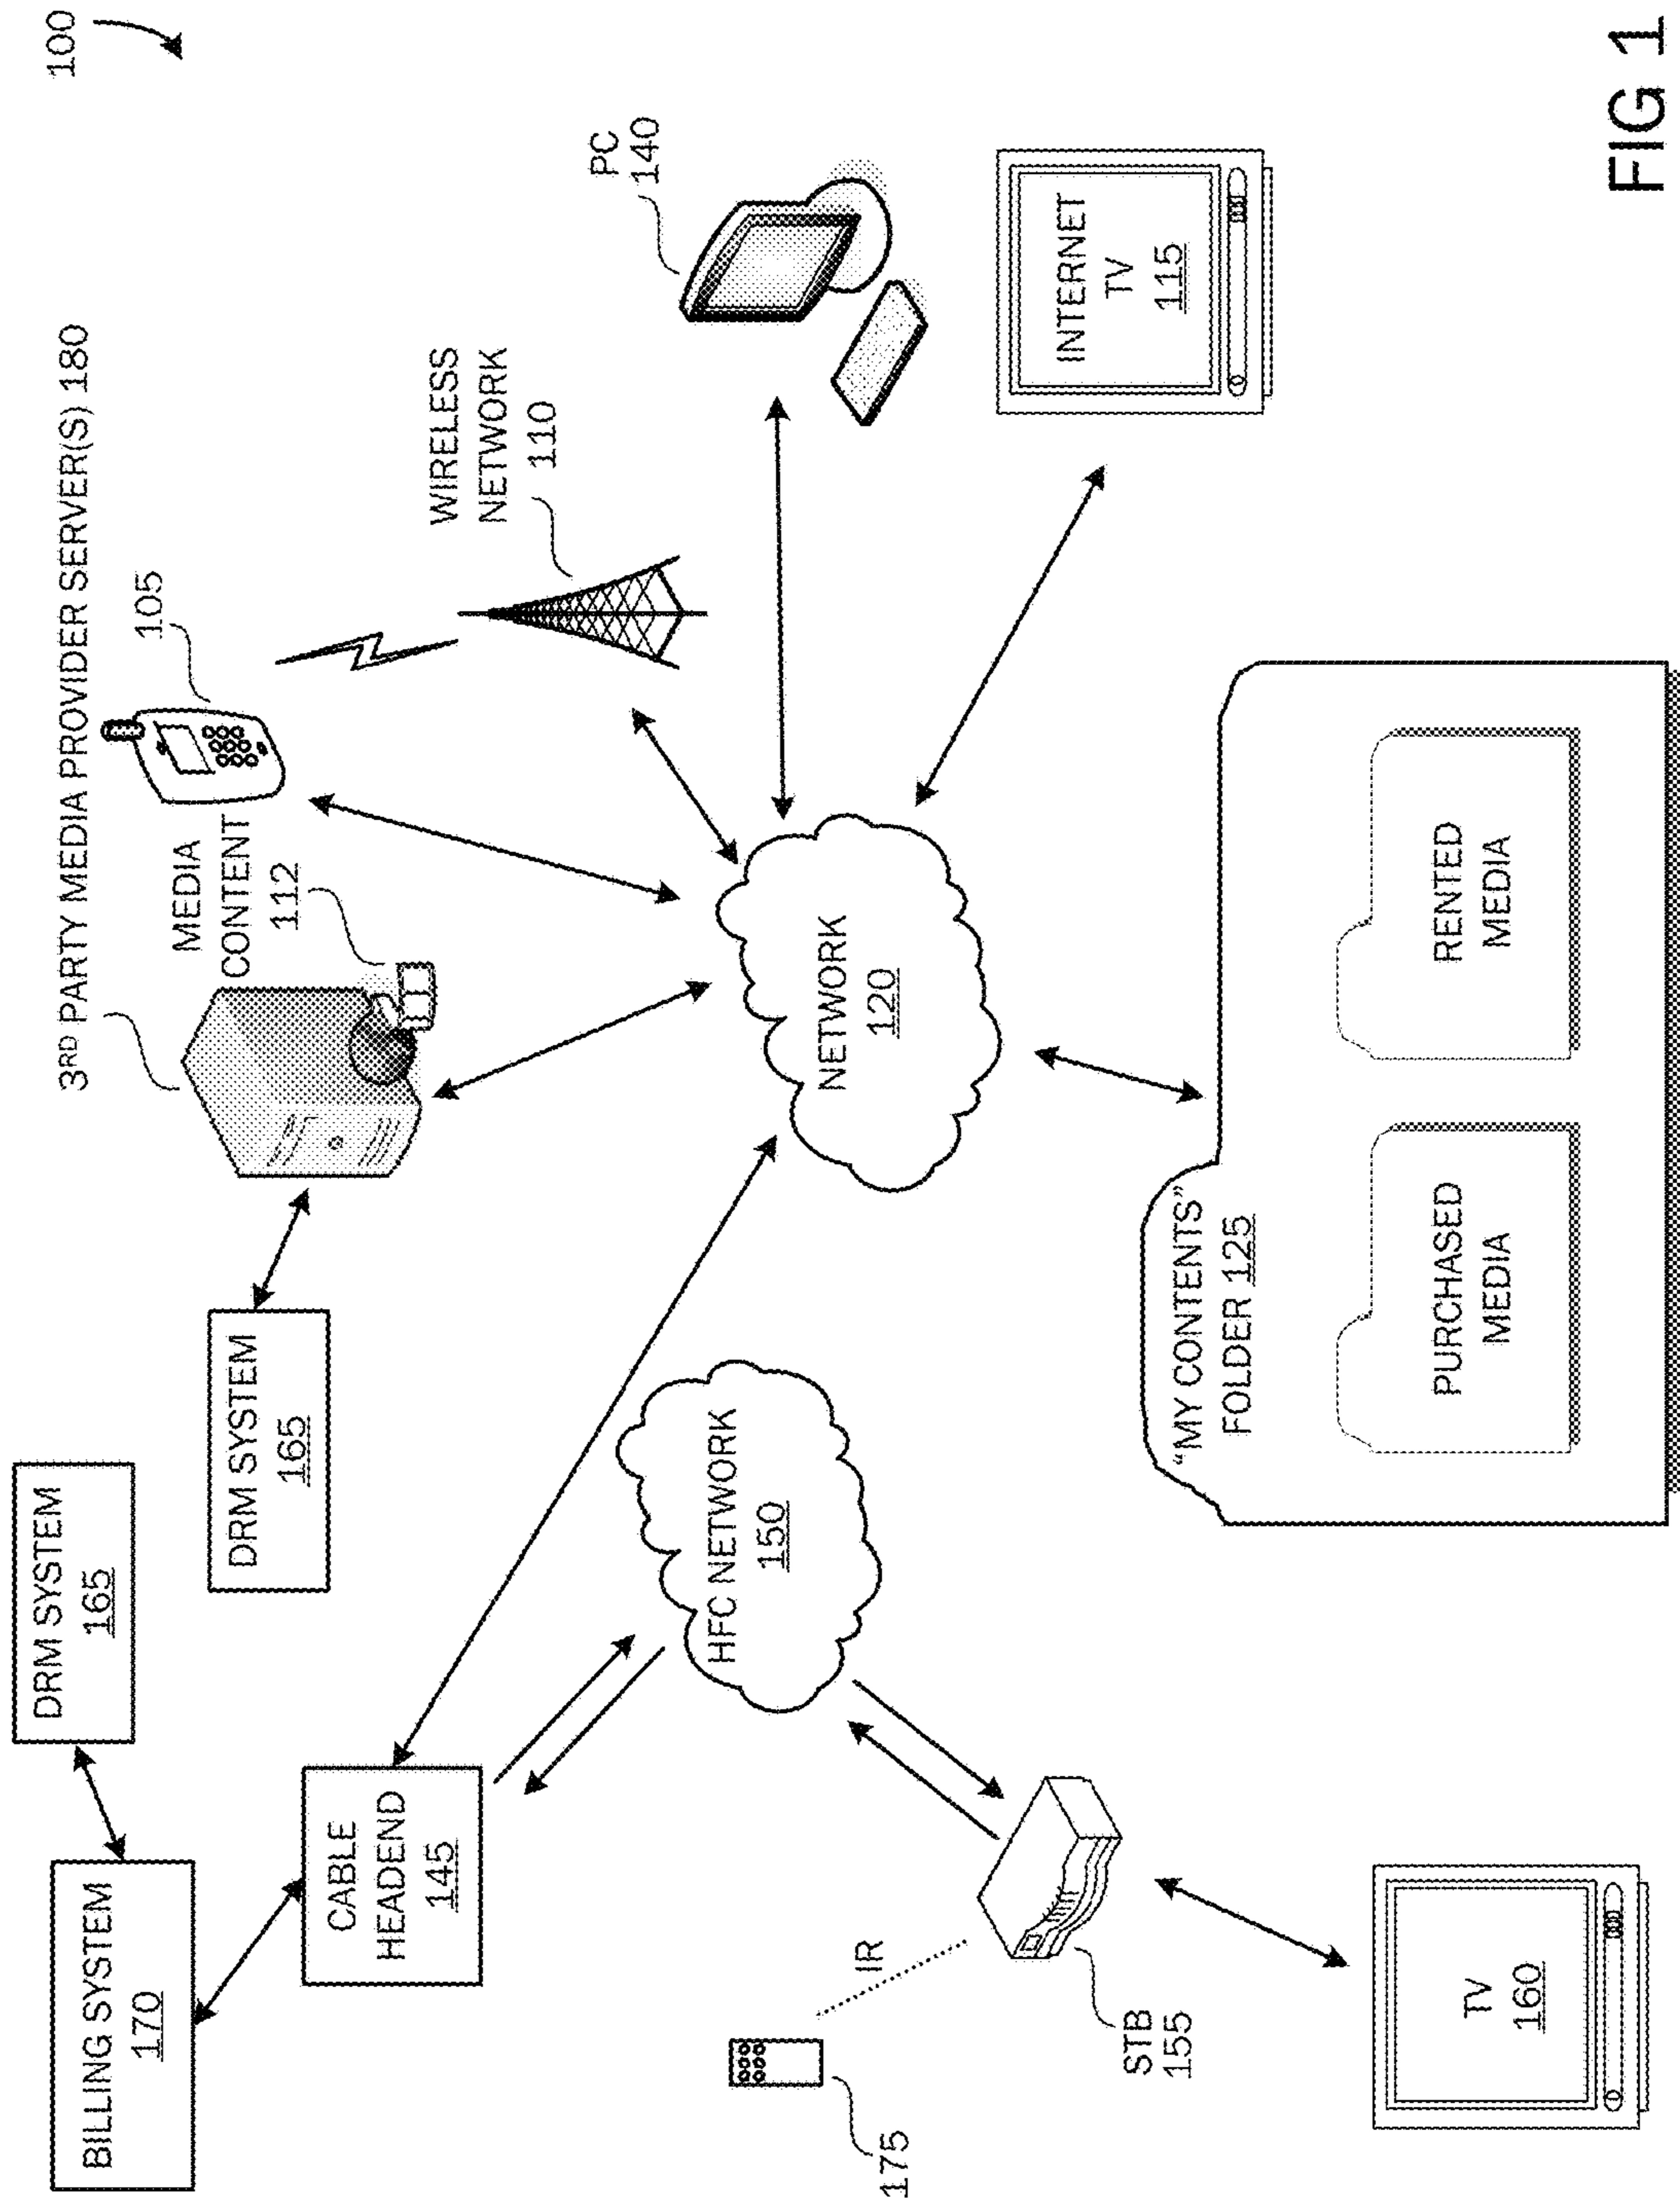 100
3RD PARTY MEDIA PROVIDER SERVER(S) 180
DRM SYSTEM
165
BILLING SYSTEM
170
DRM SYSTEM
165
MEDIA
CONTENT
112
105
CABLE
HEADEND
145
WIRELESS
NETWORK
110
PC
140
HFC NETWORK
150
NETWORK
120
175
IR
STB
155
INTERNET
TV
115
"MY CONTENTS"
FOLDER 125
PURCHASED
MEDIA
RENTED
MEDIA
TV
160
FIG 1